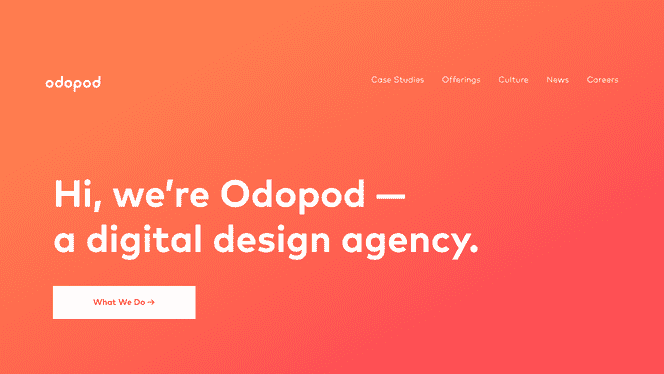 odopod
Case Studies Offerings Culture News Careers
Hi, we’re Odopod —
a digital design agency.
What We Do →